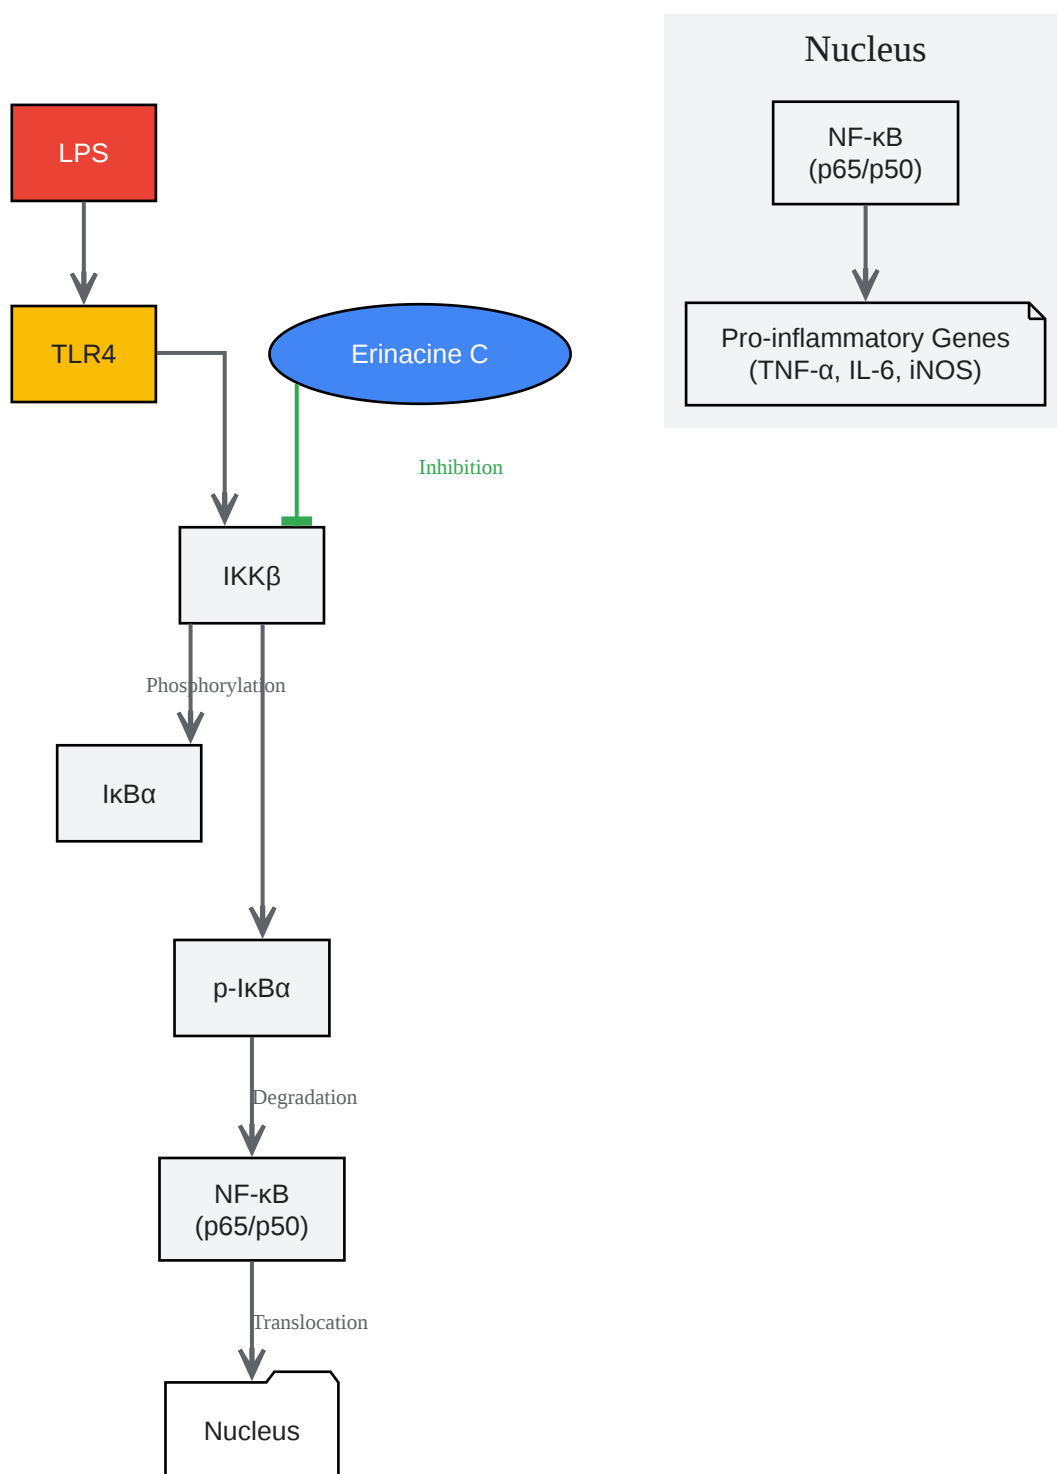 LPS
TLR4
Erinacine C
Inhibition
IKKβ
Phosphorylation
IκBα
p-IκBα
Degradation
NF-κB
(p65/p50)
Translocation
Nucleus
Nucleus
NF-κB
(p65/p50)
Pro-inflammatory Genes
(TNF-α, IL-6, iNOS)